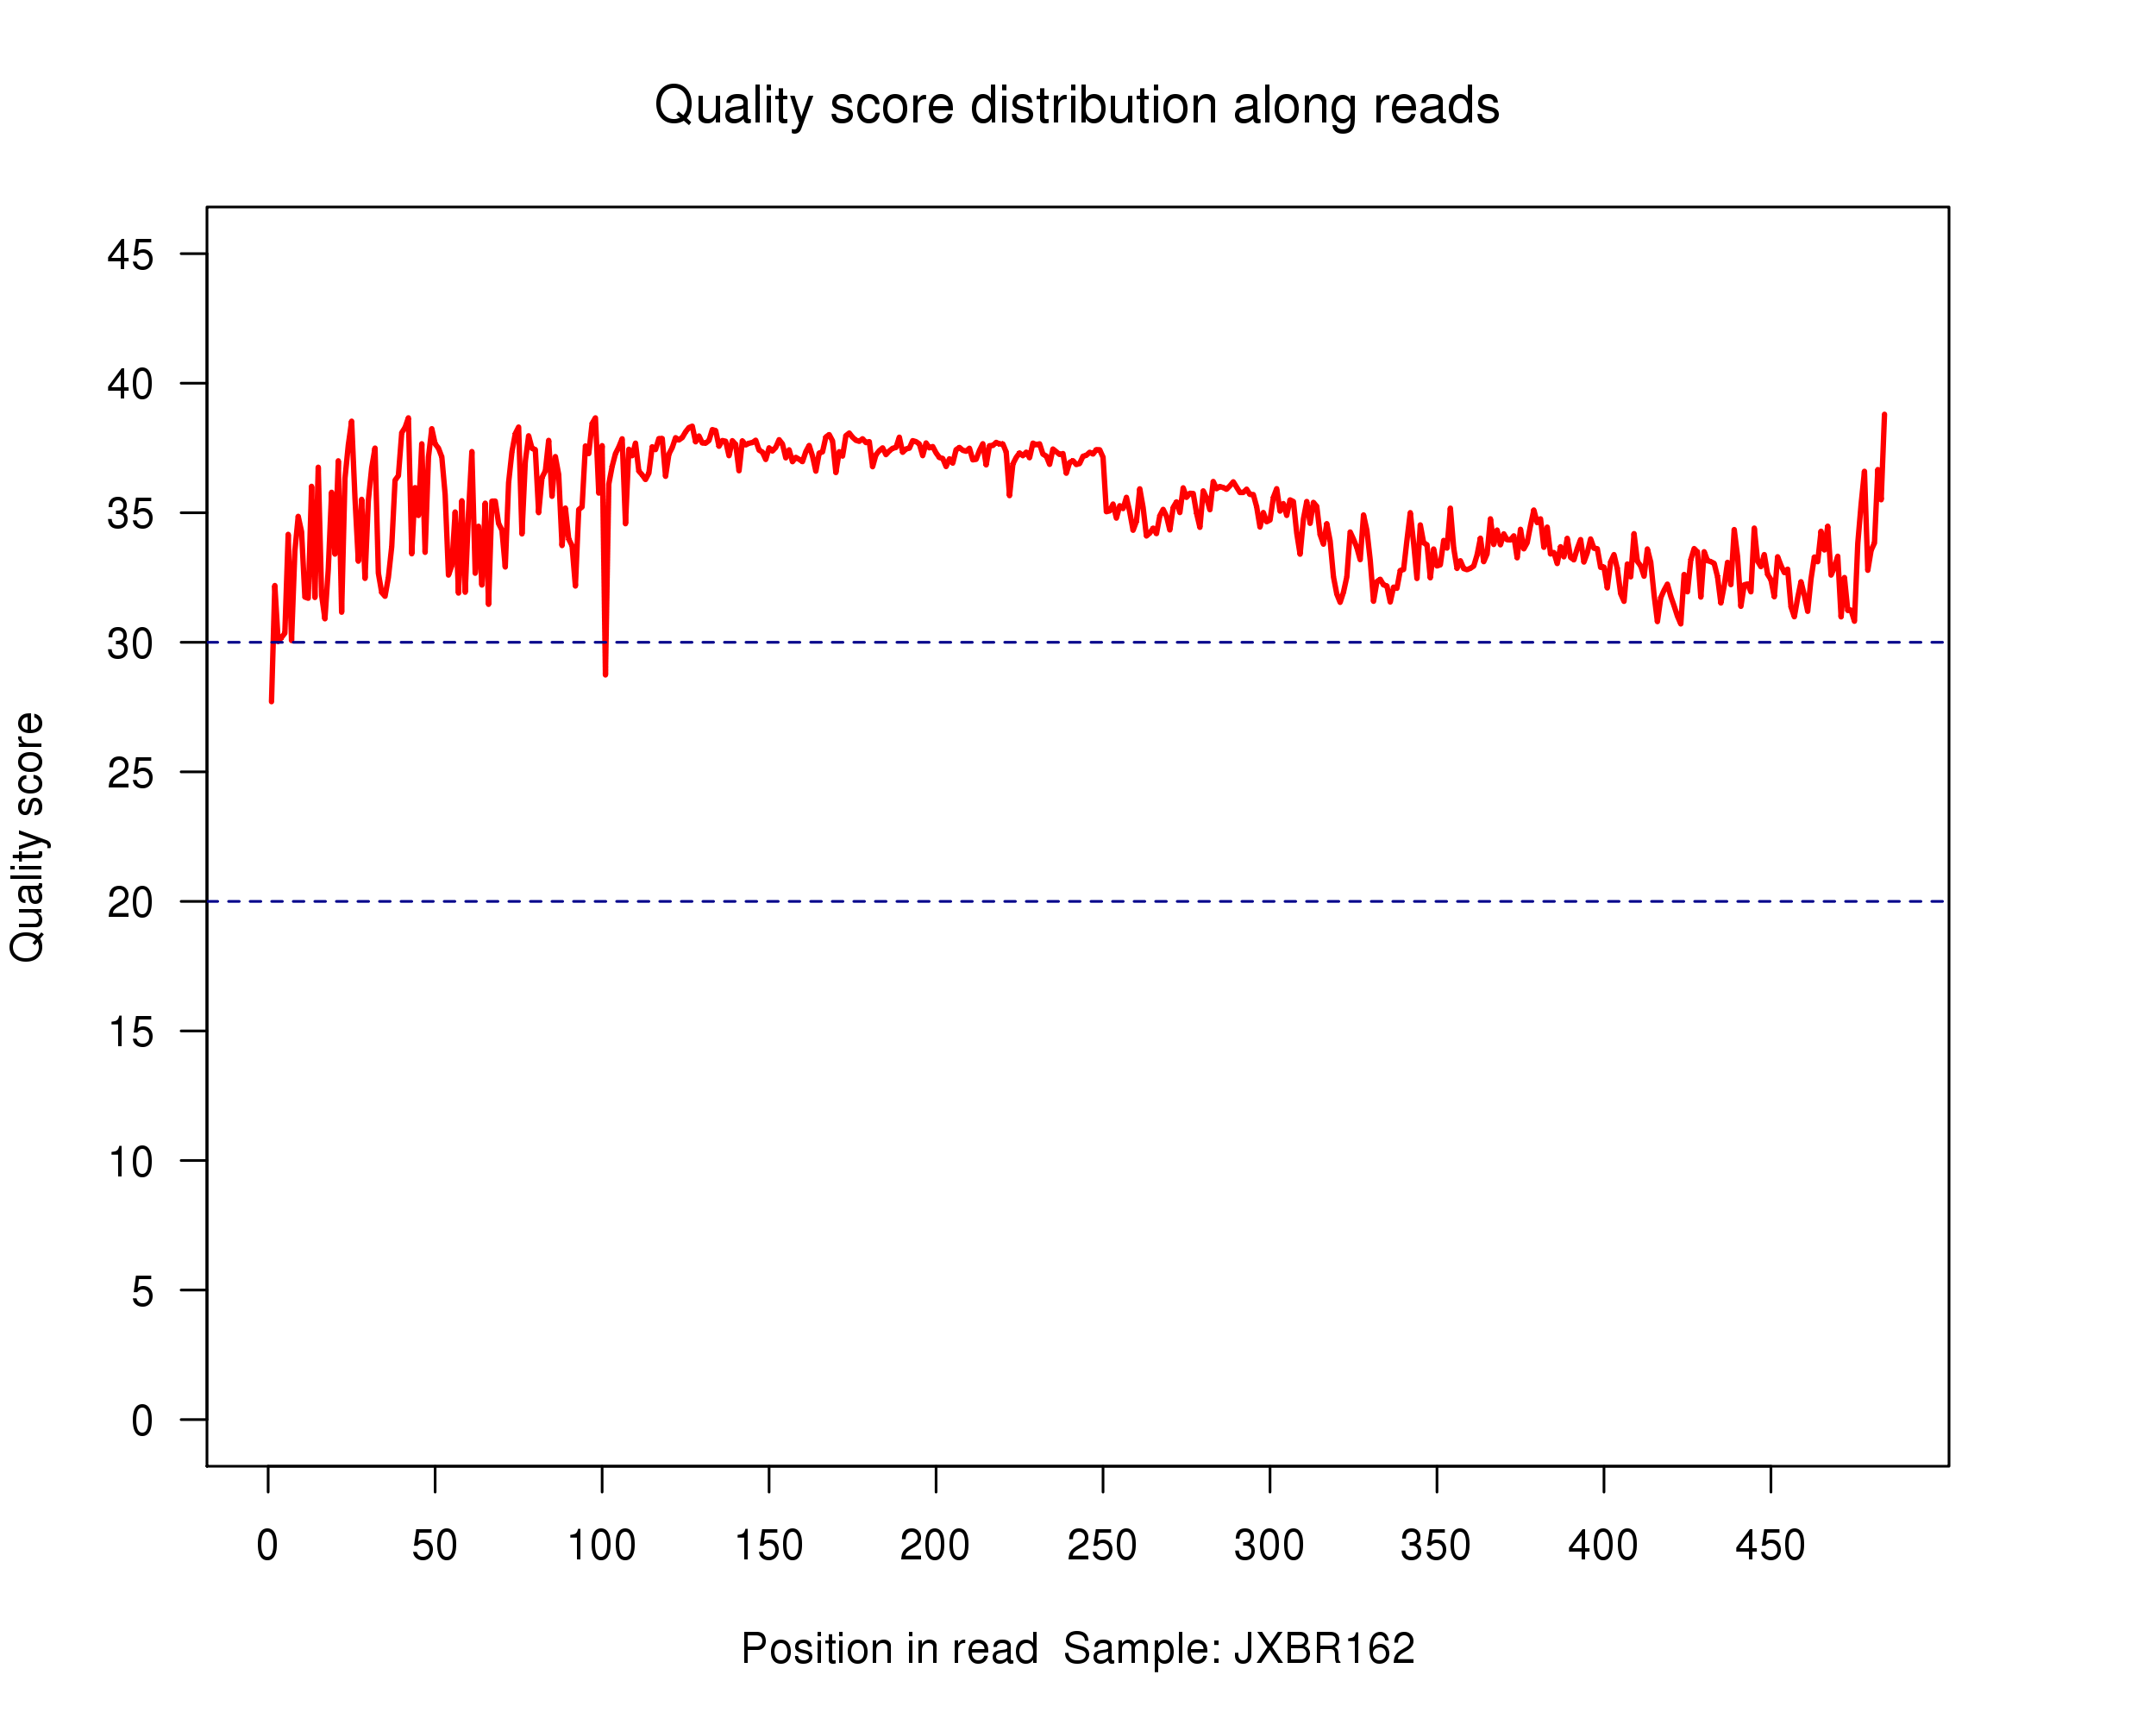 Quality score distribution along reads
45
40
35
30
25
20
15
10
5
0
Quality score
0 50 100 150 200 250 300 350 400 450
Position in read  Sample: JXBR162